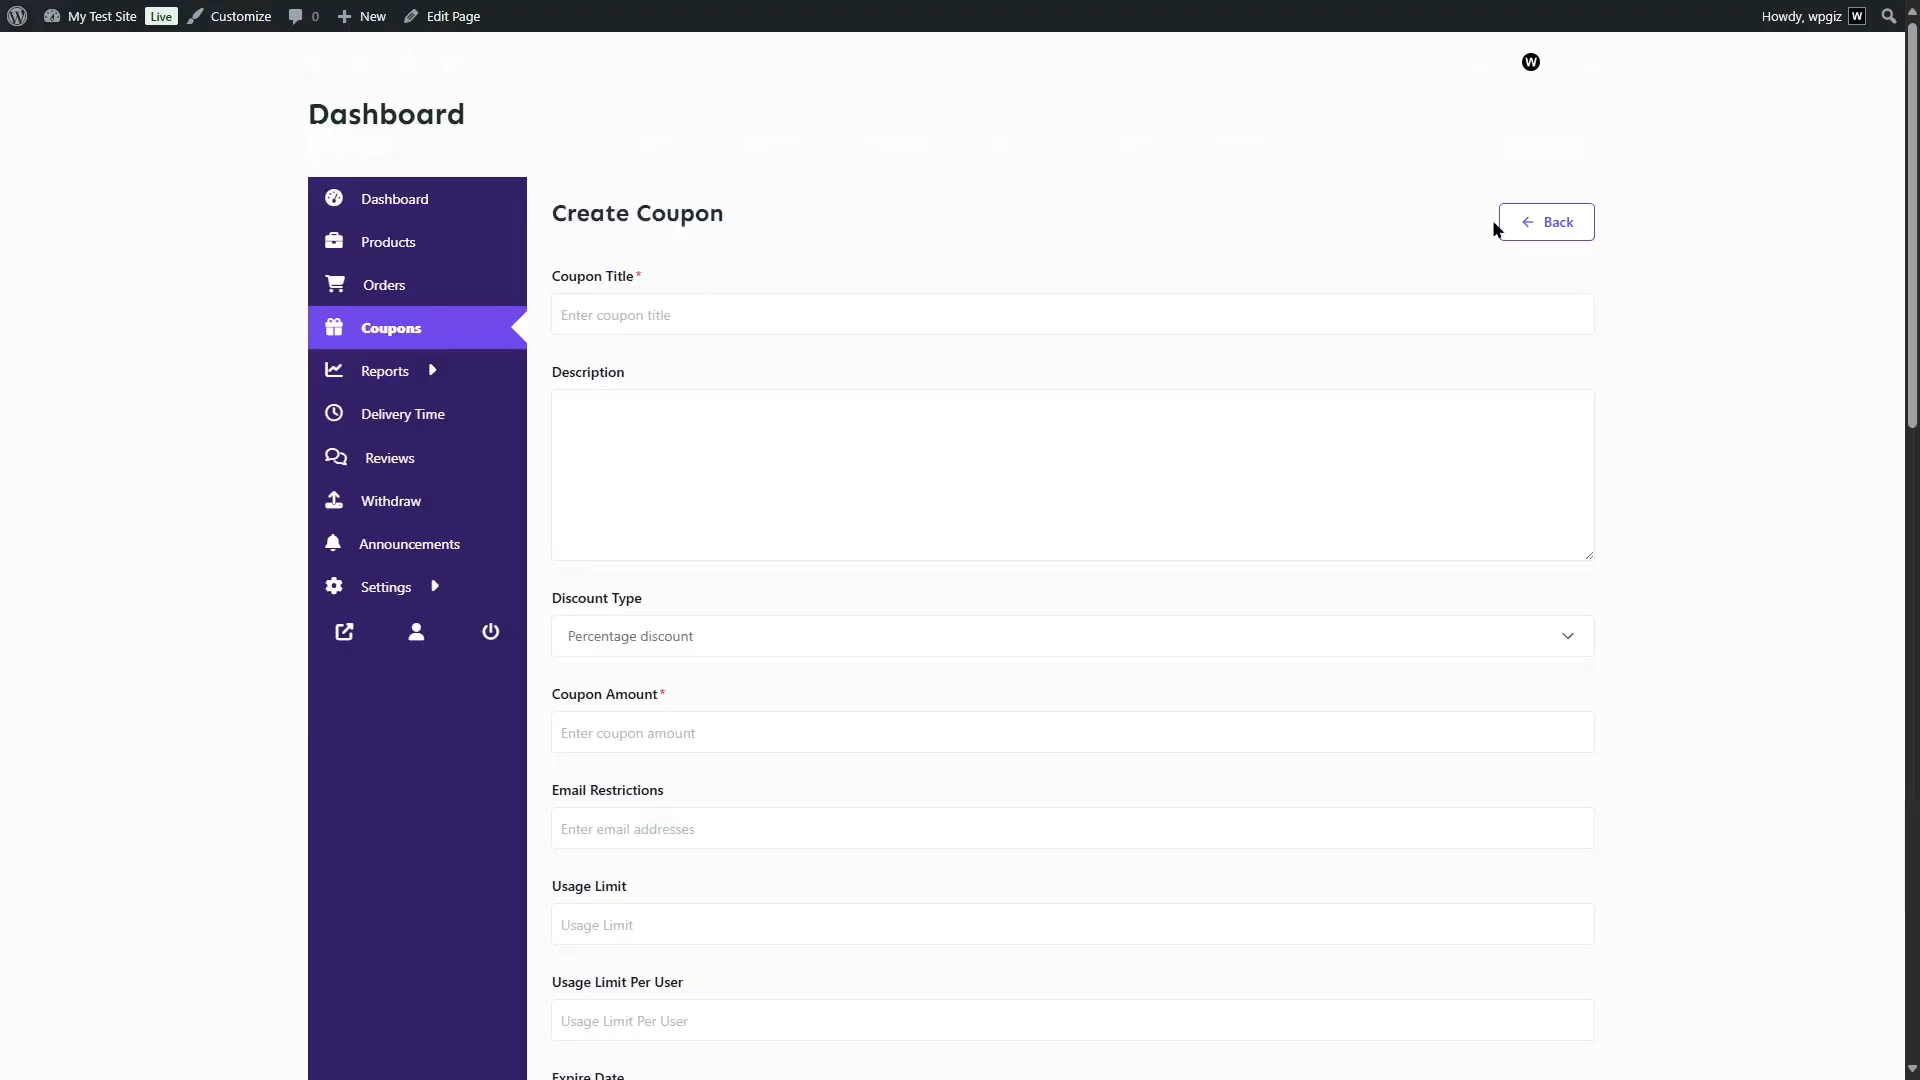 My Test Site Live Customize 0 New Edit Page Howdy, wpgiz W
W
Dashboard
Dashboard
Products
Orders
Coupons
Reports
Delivery Time
Reviews
Withdraw
Announcements
Settings
Create Coupon
Back
Coupon Title*
Enter coupon title
Description
Discount Type
Percentage discount
Coupon Amount*
Enter coupon amount
Email Restrictions
Enter email addresses
Usage Limit
Usage Limit
Usage Limit Per User
Usage Limit Per User
Expire Date